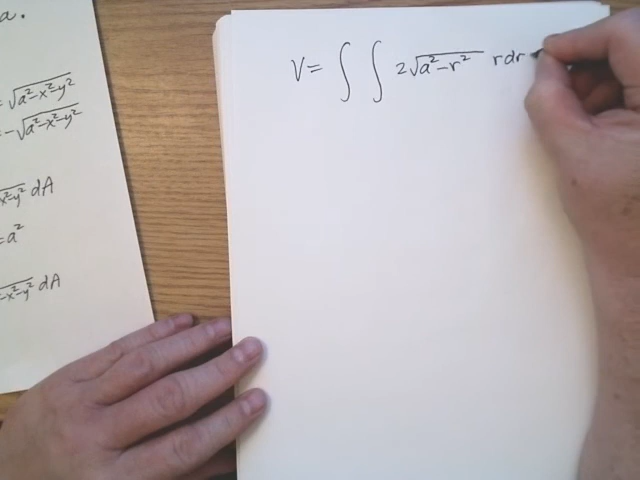 a.
= √a²-x²-y²
= -√a²-x²-y²
x²-y² dA
= a²
-x²-y² dA
V = ∫ ∫ 2√a²-r² r dr